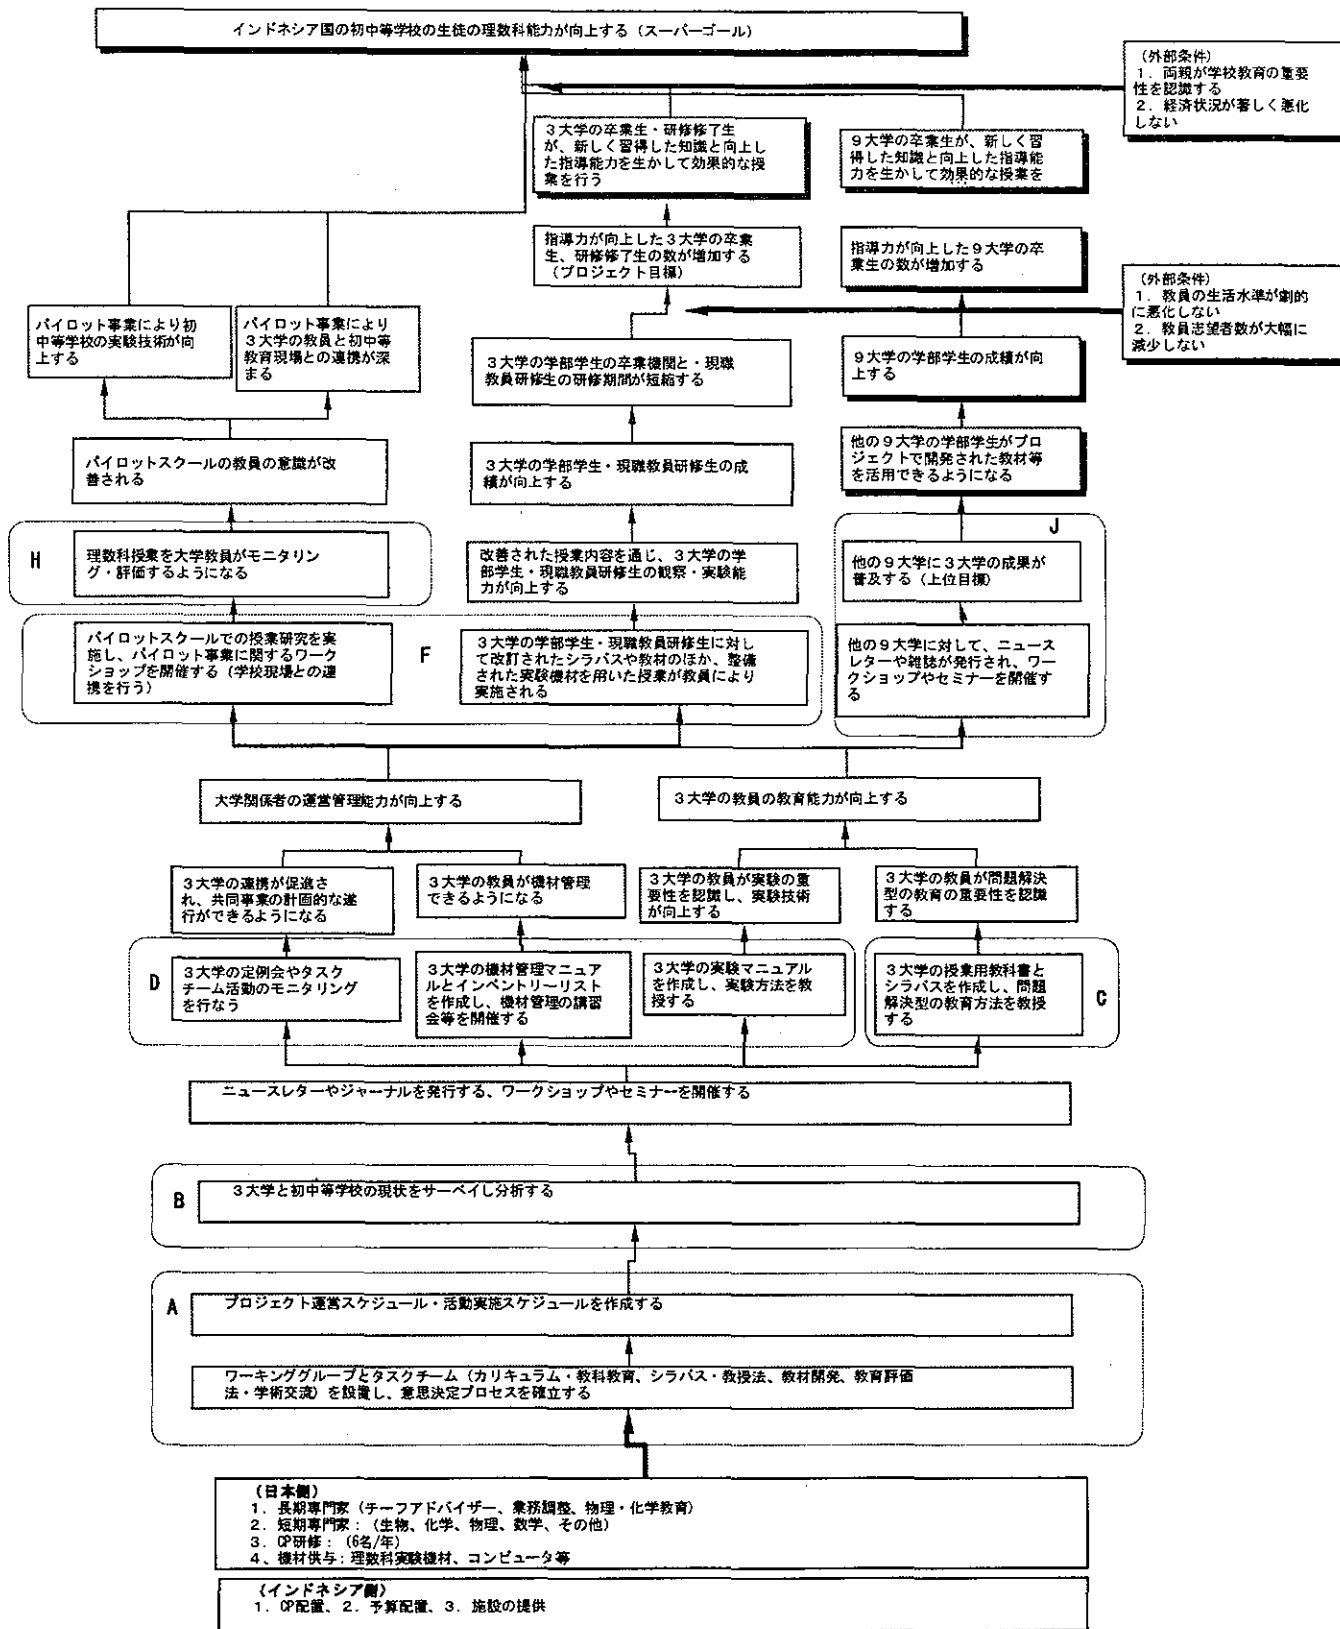 インドネシア国の初中等学校の生徒の理数科能力が向上する（スーパーゴール）
（外部条件）
１．両親が学校教育の重要
性を認識する
２．経済状況が著しく悪化
しない
３大学の卒業生・研修修了生
が、新しく習得した知識と向上し
た指導能力を生かして効果的な授
業を行う
９大学の卒業生が、新しく習
得した知識と向上した指導能
力を生かして効果的な授業を
指導力が向上した３大学の卒業
生、研修修了生の数が増加する
（プロジェクト目標）
指導力が向上した９大学の卒
業生の数が増加する
（外部条件）
１．教員の生活水準が劇的
に悪化しない
２．教員志望者数が大幅に
減少しない
パイロット事業により初
中等学校の実験技術が向
上する
パイロット事業により
３大学の教員と初中等
教育現場との連携が深
まる
３大学の学部学生の卒業機関と・現職
教員研修生の研修期間が短縮する
９大学の学部学生の成績が向
上する
パイロットスクールの教員の意識が改
善される
３大学の学部学生・現職教員研修生の成
績が向上する
他の９大学の学部学生がプロ
ジェクトで開発された教材等
を活用できるようになる
H
理数科授業を大学教員がモニタリン
グ・評価するようになる
改善された授業内容を通じ、３大学の学
部学生・現職教員研修生の観察・実験能
力が向上する
J
他の９大学に３大学の成果が
普及する（上位目標）
パイロットスクールでの授業研究を実
施し、パイロット事業に関するワーク
ショップを開催する（学校現場との連
携を行う）
F
３大学の学部学生・現職教員研修生に対し
て改訂されたシラバスや教材のほか、整備
された実験機材を用いた授業が教員により
実施される
他の９大学に対して、ニュース
レターや雑誌が発行され、ワー
クショップやセミナーを開催す
る
大学関係者の運営管理能力が向上する
３大学の教員の教育能力が向上する
３大学の連携が促進さ
れ、共同事業の計画的な遂
行ができるようになる
３大学の教員が機材管理
できるようになる
３大学の教員が実験の重
要性を認識し、実験技術
が向上する
３大学の教員が問題解決
型の教育の重要性を認識
する
D
３大学の定例会やタスク
チーム活動のモニタリング
を行なう
３大学の機材管理マニュア
ルとインベントリーリスト
を作成し、機材管理の講習
会等を開催する
３大学の実験マニュアル
を作成し、実験方法を教
授する
３大学の授業用教科書と
シラバスを作成し、問題
解決型の教育方法を教授
する
C
ニュースレターやジャーナルを発行する、ワークショップやセミナーを開催する
B
３大学と初中等学校の現状をサーベイし分析する
A
プロジェクト運営スケジュール・活動実施スケジュールを作成する
ワーキンググループとタスクチーム（カリキュラム・教科教育、シラバス・教授法、教材開発、教育評価
法・学術交流）を設置し、意思決定プロセスを確立する
（日本側）
１．長期専門家（チーフアドバイザー、業務調整、物理・化学教育）
２．短期専門家：（生物、化学、物理、数学、その他）
３．CP研修：（6名/年）
４、機材供与：理数科実験機材、コンピュータ等
（インドネシア側）
１．CP配置、２．予算配置、３．施設の提供